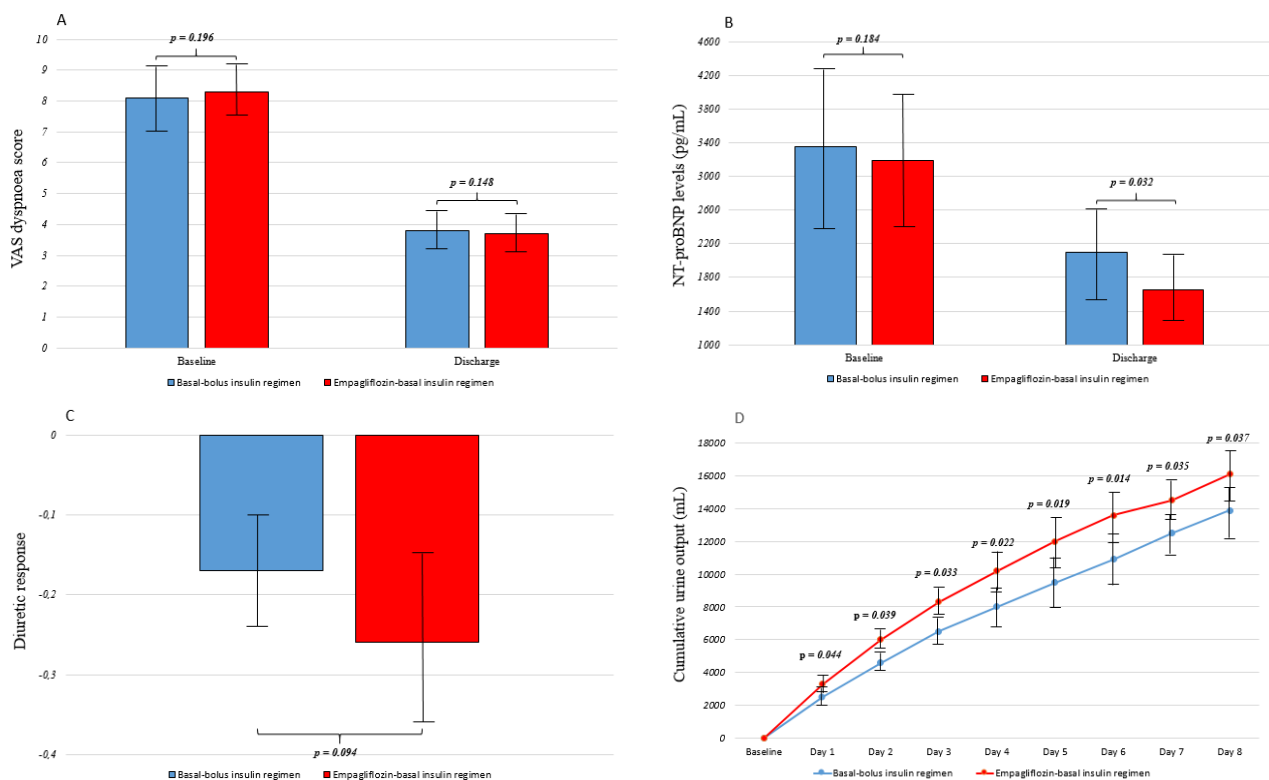 A
VAS dyspnoea score
10
9
8
7
6
5
4
3
2
1
0
p = 0.196
p = 0.148
Baseline
Discharge
Basal-bolus insulin regimen
Empagliflozin-basal insulin regimen
B
NT-proBNP levels (pg/mL)
4600
4200
3800
3400
3000
2600
2200
1800
1400
1000
p = 0.184
p = 0.032
Baseline
Discharge
Basal-bolus insulin regimen
Empagliflozin-basal insulin regimen
C
Diuretic response
0
-0,1
-0,2
-0,3
-0,4
p = 0.094
Basal-bolus insulin regimen
Empagliflozin-basal insulin regimen
D
Cumulative urine output (mL)
18000
16000
14000
12000
10000
8000
6000
4000
2000
0
p = 0.044
p = 0.039
p = 0.033
p = 0.022
p = 0.019
p = 0.014
p = 0.035
p = 0.037
Baseline
Day 1
Day 2
Day 3
Day 4
Day 5
Day 6
Day 7
Day 8
Basal-bolus insulin regimen
Empagliflozin-basal insulin regimen